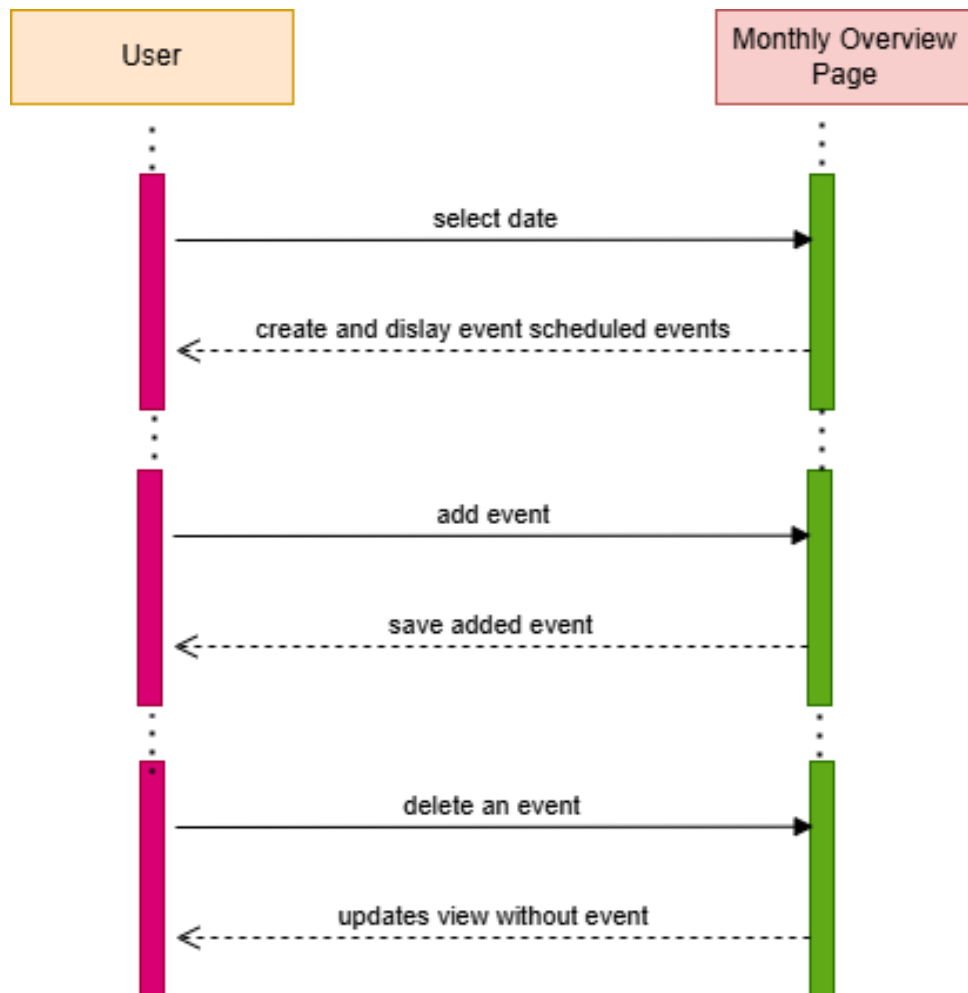 User
Monthly Overview
Page
select date
create and dislay event scheduled events
add event
save added event
delete an event
updates view without event